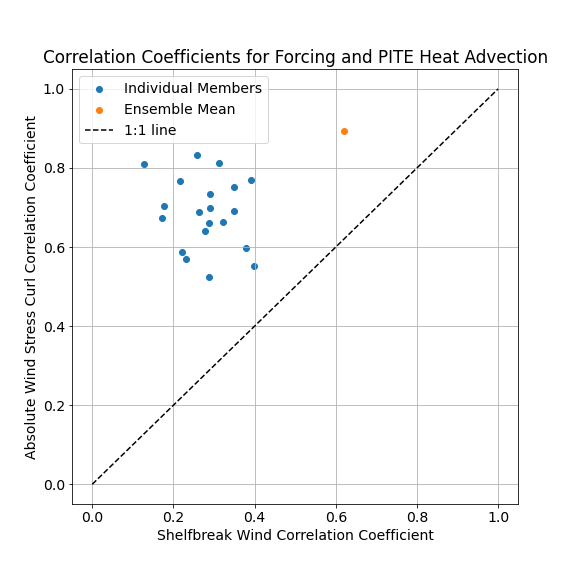 Correlation Coefficients for Forcing and PITE Heat Advection
Individual Members
Ensemble Mean
1:1 line
Absolute Wind Stress Curl Correlation Coefficient
1.0
0.8
0.6
0.4
0.2
0.0
0.0 0.2 0.4 0.6 0.8 1.0
Shelfbreak Wind Correlation Coefficient